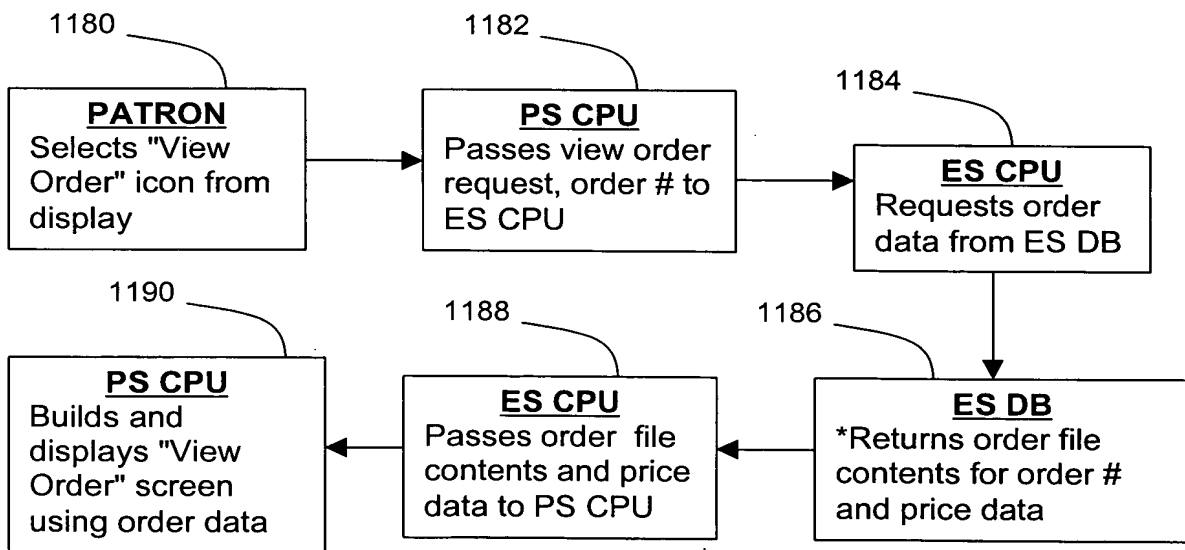 1180
PATRON
Selects "View
Order" icon from
display
1182
PS CPU
Passes view order
request, order # to
ES CPU
1184
ES CPU
Requests order
data from ES DB
1186
ES DB
*Returns order file
contents for order #
and price data
1188
ES CPU
Passes order file
contents and price
data to PS CPU
1190
PS CPU
Builds and
displays "View
Order" screen
using order data